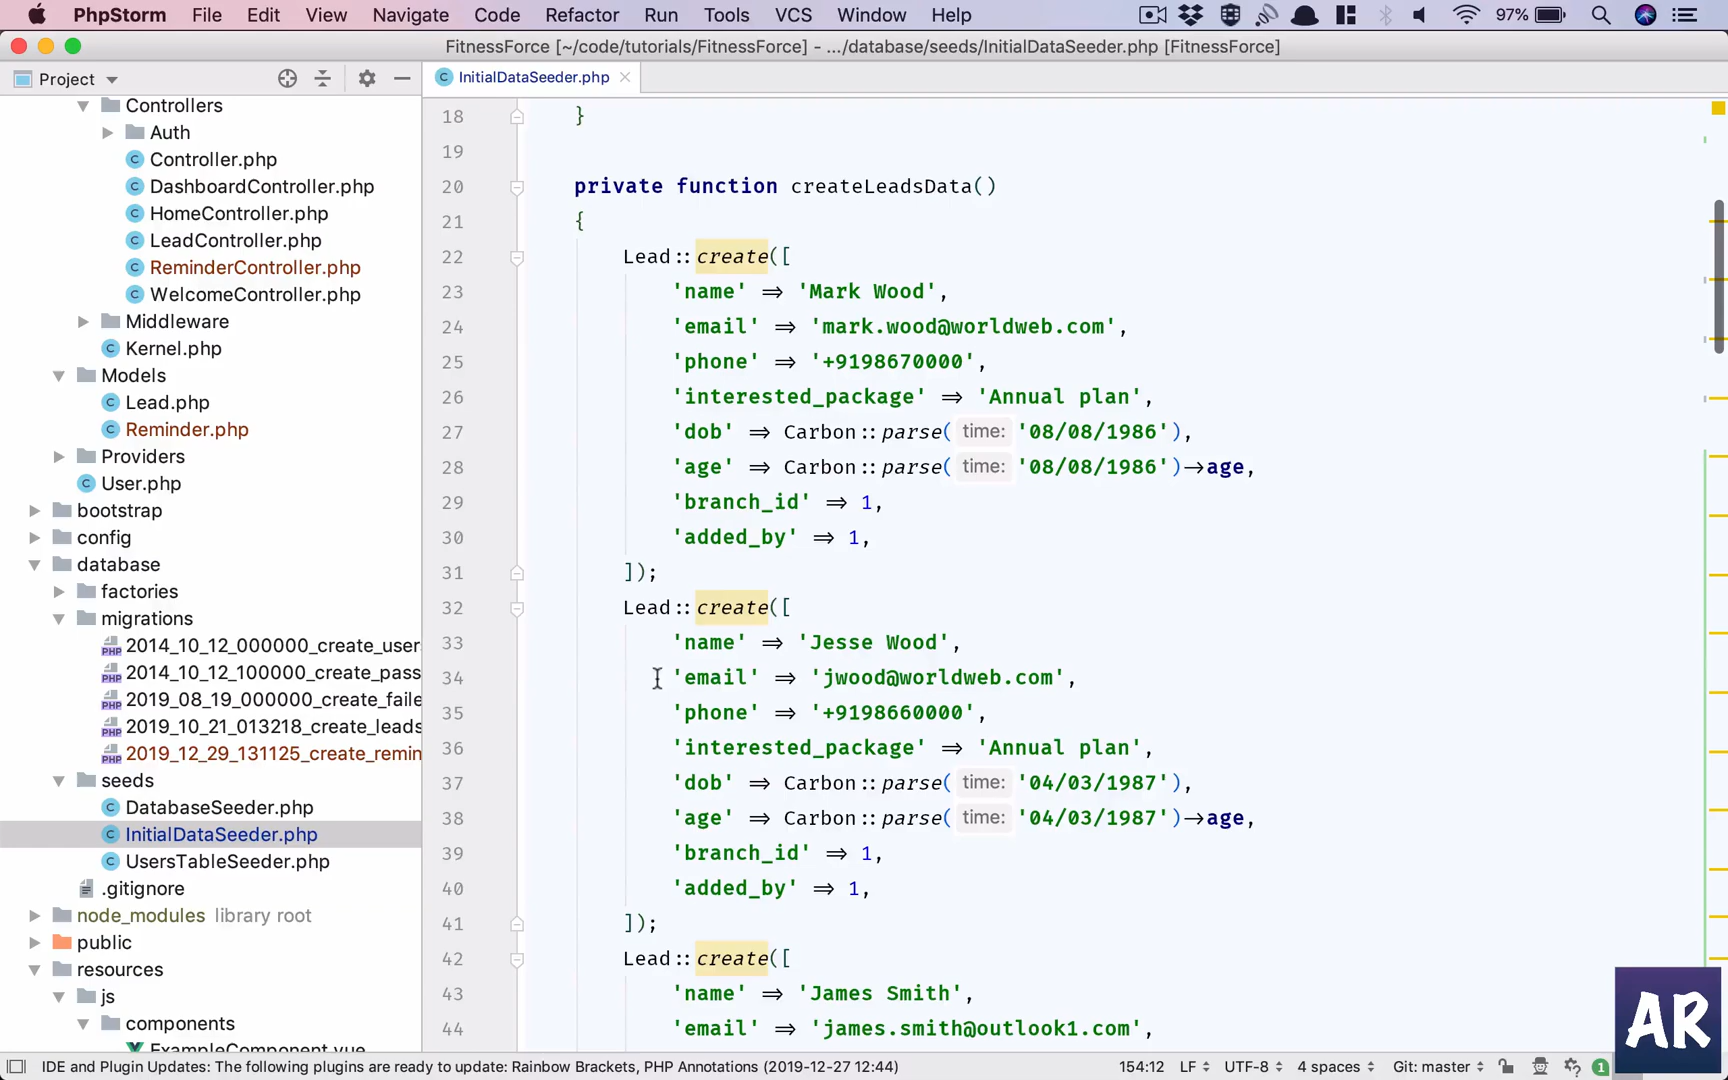 PhpStorm File Edit View Navigate Code Refactor Run Tools VCS Window Help 97%
FitnessForce [~/code/tutorials/FitnessForce] - .../database/seeds/InitialDataSeeder.php [FitnessForce]
Project
InitialDataSeeder.php
Controllers
Auth
Controller.php
DashboardController.php
HomeController.php
LeadController.php
ReminderController.php
WelcomeController.php
Middleware
Kernel.php
Models
Lead.php
Reminder.php
Providers
User.php
bootstrap
config
database
factories
migrations
2014_10_12_000000_create_user
2014_10_12_100000_create_pass
2019_08_19_000000_create_faile
2019_10_21_013218_create_leads
2019_12_29_131125_create_remin
seeds
DatabaseSeeder.php
InitialDataSeeder.php
UsersTableSeeder.php
.gitignore
node_modules library root
public
resources
js
components
ExampleComponent.vue
18 }
19
20 private function createLeadsData()
21 {
22 Lead::create([
23 'name' => 'Mark Wood',
24 'email' => 'mark.wood@worldweb.com',
25 'phone' => '+9198670000',
26 'interested_package' => 'Annual plan',
27 'dob' => Carbon::parse( time: '08/08/1986'),
28 'age' => Carbon::parse( time: '08/08/1986')->age,
29 'branch_id' => 1,
30 'added_by' => 1,
31 ]);
32 Lead::create([
33 'name' => 'Jesse Wood',
34 'email' => 'jwood@worldweb.com',
35 'phone' => '+9198660000',
36 'interested_package' => 'Annual plan',
37 'dob' => Carbon::parse( time: '04/03/1987'),
38 'age' => Carbon::parse( time: '04/03/1987')->age,
39 'branch_id' => 1,
40 'added_by' => 1,
41 ]);
42 Lead::create([
43 'name' => 'James Smith',
44 'email' => 'james.smith@outlook1.com',
AR
IDE and Plugin Updates: The following plugins are ready to update: Rainbow Brackets, PHP Annotations (2019-12-27 12:44) 154:12 LF UTF-8 4 spaces Git: master 1